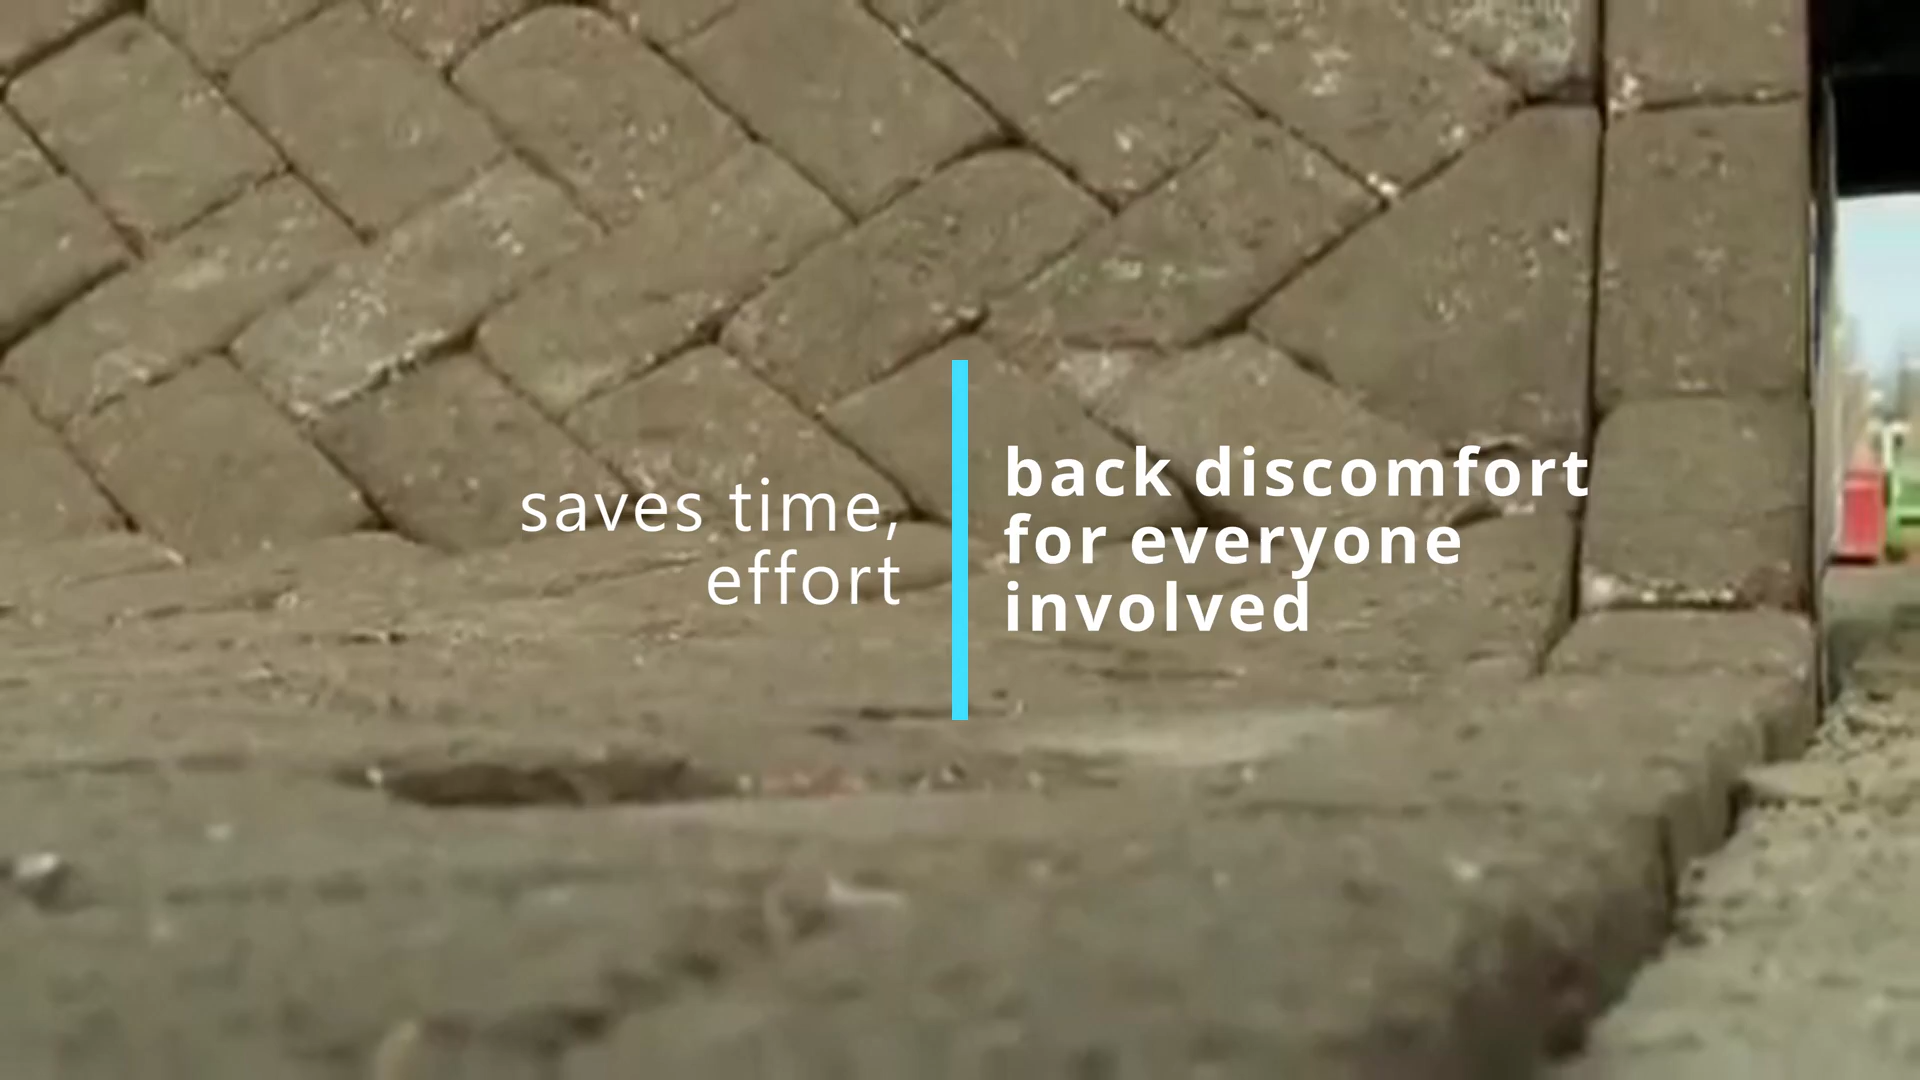 saves time,
effort
back discomfort
for everyone
involved